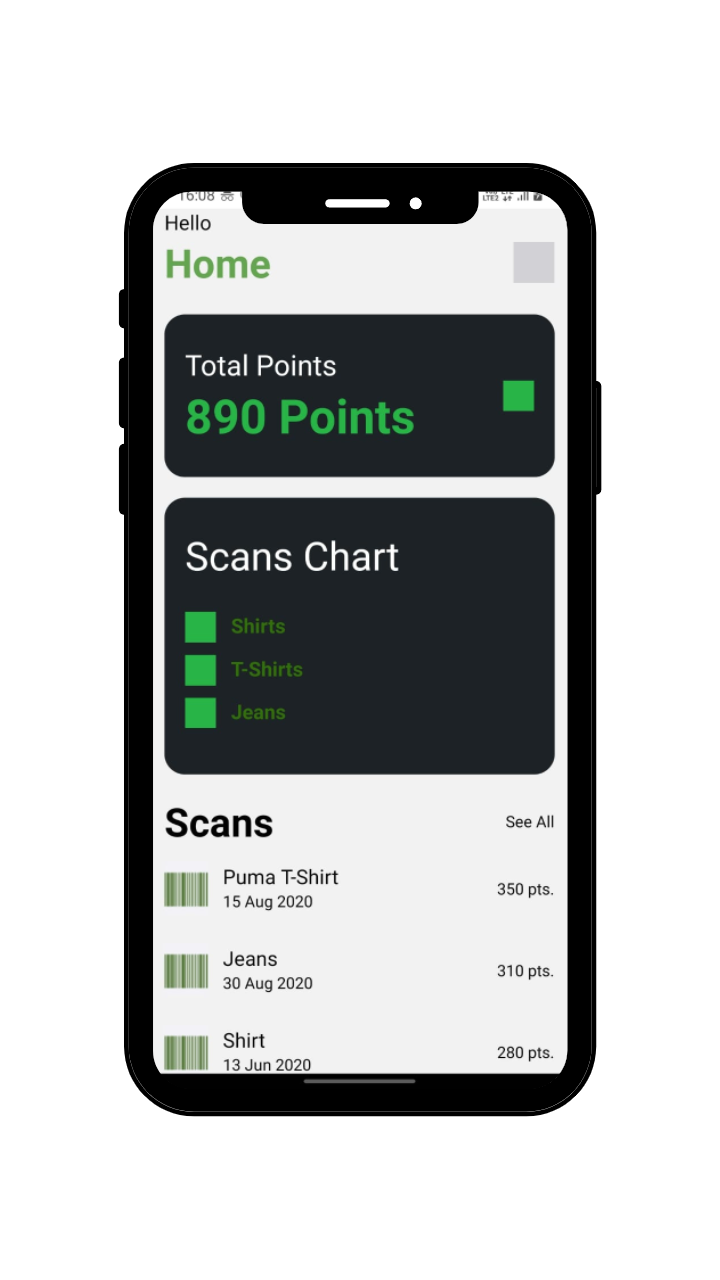 16:08
LTE2
Hello
Home
Total Points
890 Points
Scans Chart
Shirts
T-Shirts
Jeans
Scans
See All
Puma T-Shirt
15 Aug 2020
350 pts.
Jeans
30 Aug 2020
310 pts.
Shirt
13 Jun 2020
280 pts.